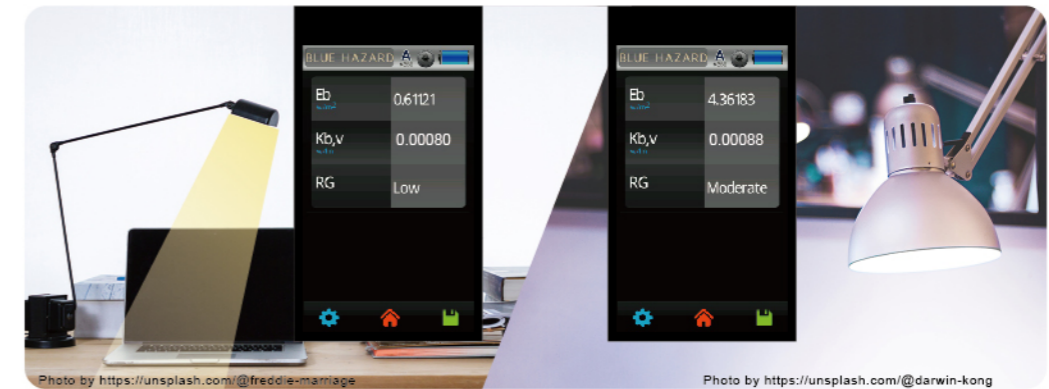 BLUE HAZARD
Eb
0.61121
Kb,v
0.00080
RG
Low
BLUE HAZARD
Eb
4.36183
Kb,v
0.00088
RG
Moderate
Photo by https://unsplash.com/@freddie-marriage
Photo by https://unsplash.com/@darwin-kong